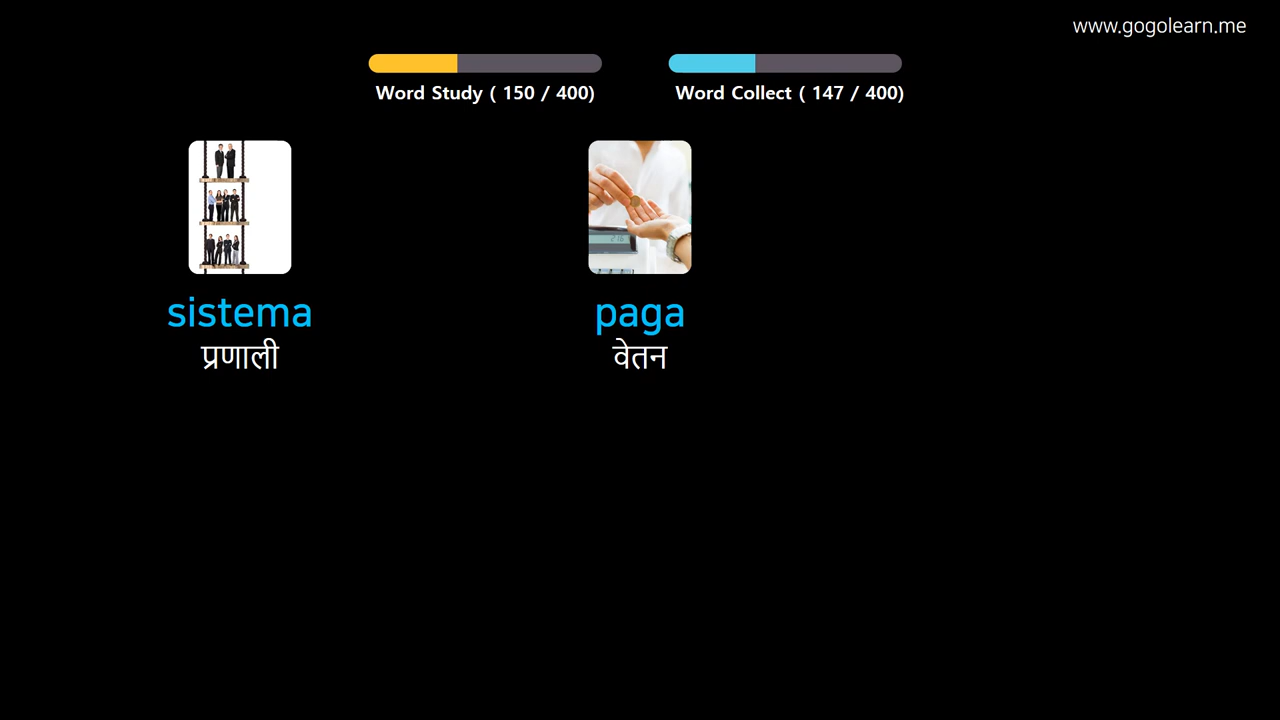 www.gogolearn.me
Word Study ( 150 / 400)
Word Collect ( 147 / 400)
sistema
प्रणाली
paga
वेतन